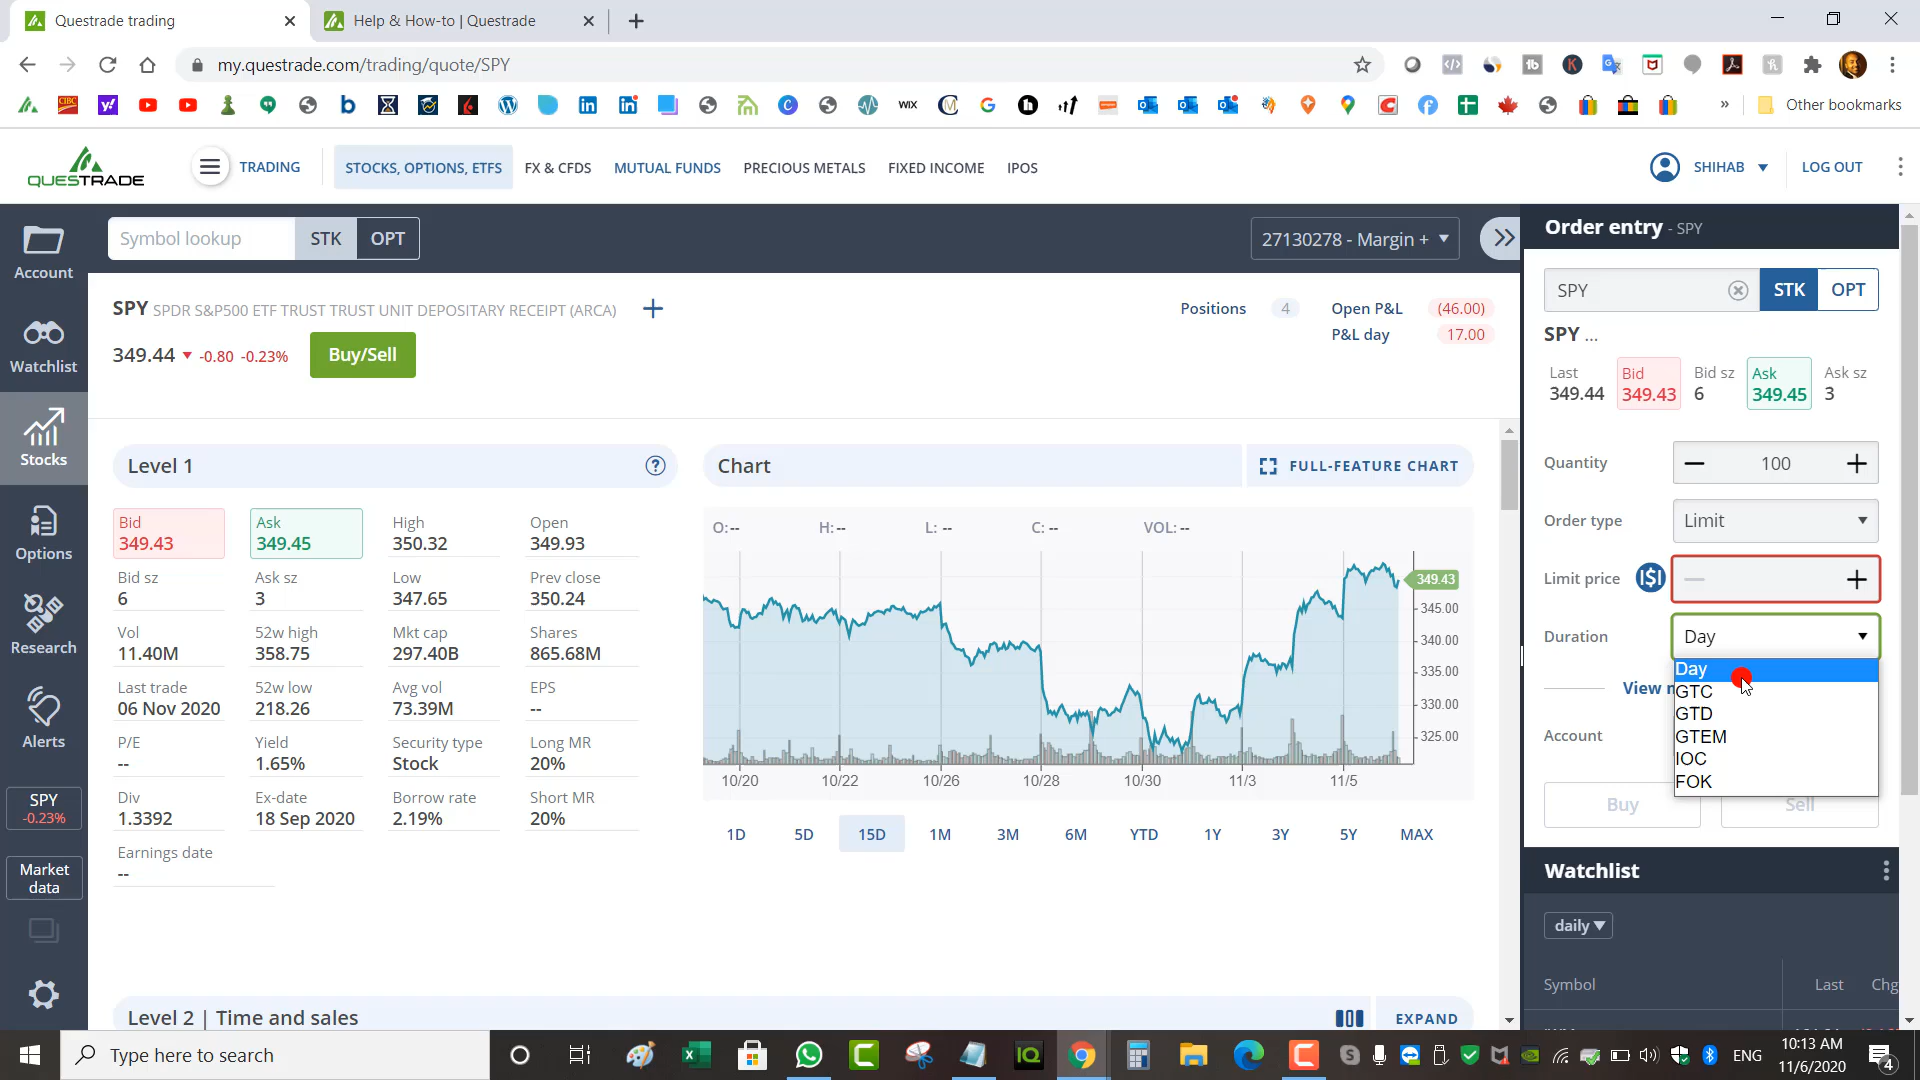 Questrade trading
Help & How-to | Questrade
my.questrade.com/trading/quote/SPY
Other bookmarks
QUESTRADE
TRADING
STOCKS, OPTIONS, ETFS
FX & CFDS
MUTUAL FUNDS
PRECIOUS METALS
FIXED INCOME
IPOS
SHIHAB
LOG OUT
Account
Watchlist
Stocks
Options
Research
Alerts
SPY
-0.23%
Market
data
Symbol lookup
STK
OPT
27130278 - Margin +
SPY SPDR S&P500 ETF TRUST TRUST UNIT DEPOSITARY RECEIPT (ARCA)
349.44 -0.80 -0.23%
Buy/Sell
Positions 4
Open P&L (46.00)
P&L day 17.00
Level 1
Bid
349.43
Ask
349.45
High
350.32
Open
349.93
Bid sz
6
Ask sz
3
Low
347.65
Prev close
350.24
Vol
11.40M
52w high
358.75
Mkt cap
297.40B
Shares
865.68M
Last trade
06 Nov 2020
52w low
218.26
Avg vol
73.39M
EPS
--
P/E
--
Yield
1.65%
Security type
Stock
Long MR
20%
Div
1.3392
Ex-date
18 Sep 2020
Borrow rate
2.19%
Short MR
20%
Earnings date
--
Chart
FULL-FEATURE CHART
O:-- H:-- L: -- C: -- VOL: --
349.43
345.00
340.00
335.00
330.00
325.00
10/20 10/22 10/26 10/28 10/30 11/3 11/5
1D 5D 15D 1M 3M 6M YTD 1Y 3Y 5Y MAX
Level 2 | Time and sales
EXPAND
Order entry - SPY
SPY
STK
OPT
SPY ...
Last
349.44
Bid
349.43
Bid sz
6
Ask
349.45
Ask sz
3
Quantity
100
Order type
Limit
Limit price
Duration
Day
Day
GTC
GTD
GTEM
IOC
FOK
View
Account
Buy
Sell
Watchlist
daily
Symbol Last Chg
Type here to search
ENG
10:13 AM
11/6/2020
4